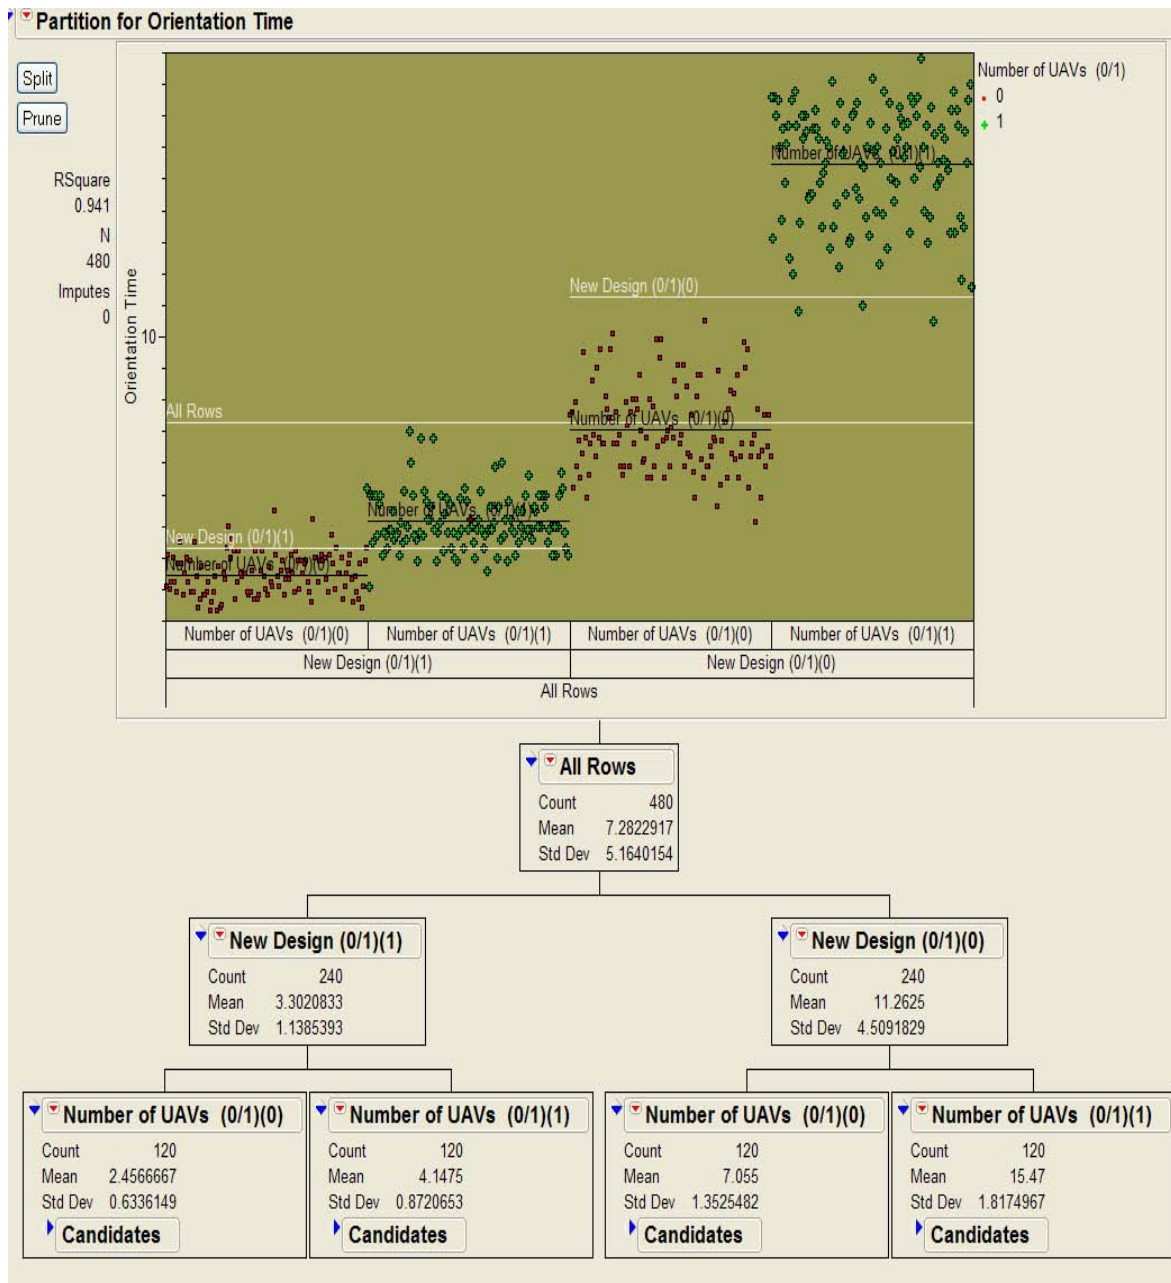 Partition for Orientation Time
Split
Prune
RSquare
0.941
N
480
Imputes
0
Orientation Time
10
Number of UAVs (0/1)
0
1
Number of UAVs (0/1)(1)
New Design (0/1)(0)
All Rows
Number of UAVs (0/1)(0)
Number of UAVs (0/1)(1)
New Design (0/1)(1)
Number of UAVs (0/1)(0)
Number of UAVs (0/1)(0) Number of UAVs (0/1)(1) Number of UAVs (0/1)(0) Number of UAVs (0/1)(1)
New Design (0/1)(1) New Design (0/1)(0)
All Rows
All Rows
Count 480
Mean 7.2822917
Std Dev 5.1640154
New Design (0/1)(1)
Count 240
Mean 3.3020833
Std Dev 1.1385393
New Design (0/1)(0)
Count 240
Mean 11.2625
Std Dev 4.5091829
Number of UAVs (0/1)(0)
Count 120
Mean 2.4566667
Std Dev 0.6336149
Candidates
Number of UAVs (0/1)(1)
Count 120
Mean 4.1475
Std Dev 0.8720653
Candidates
Number of UAVs (0/1)(0)
Count 120
Mean 7.055
Std Dev 1.3525482
Candidates
Number of UAVs (0/1)(1)
Count 120
Mean 15.47
Std Dev 1.8174967
Candidates